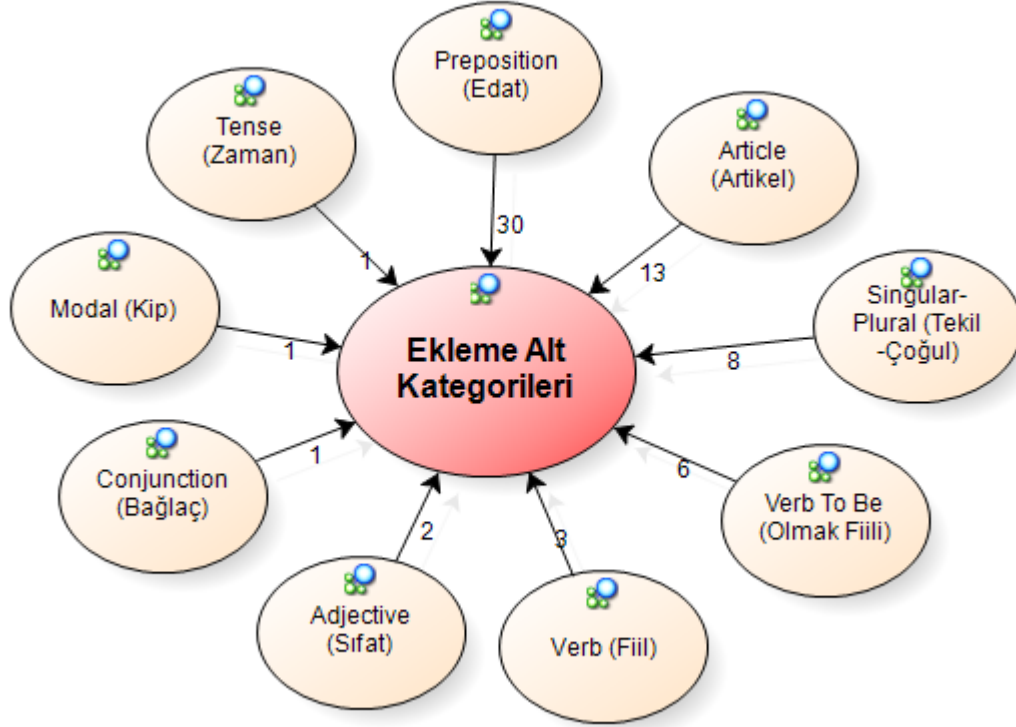 Preposition
(Edat)
Tense
(Zaman)
Article
(Artikel)
30
1
13
Modal (Kip)
Singular-
Plural (Tekil
-Çoğul)
1
8
Ekleme Alt
Kategorileri
Conjunction
(Bağlaç)
1
6
Verb To Be
(Olmak Fiili)
2
3
Adjective
(Sıfat)
Verb (Fiil)